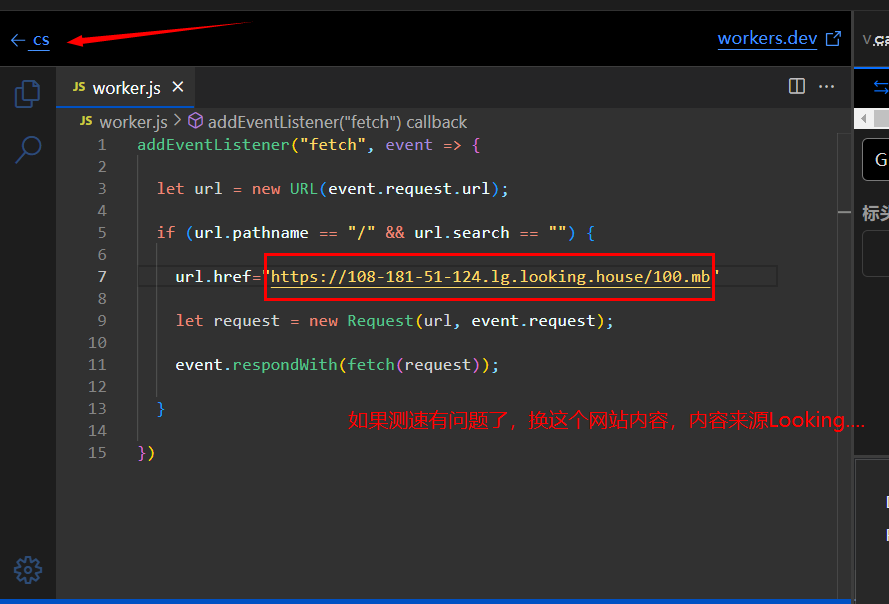 cs
workers.dev
JS worker.js
JS worker.js > addEventListener("fetch") callback
1 addEventListener("fetch", event => {
2
3 let url = new URL(event.request.url);
4
5 if (url.pathname == "/" && url.search == "") {
6
7 url.href="https://108-181-51-124.lg.looking.house/100.mb"
8
9 let request = new Request(url, event.request);
10
11 event.respondWith(fetch(request));
12
13 }
14
如果测速有问题了，换这个网站内容，内容来源Looking....
15 })
G
标头